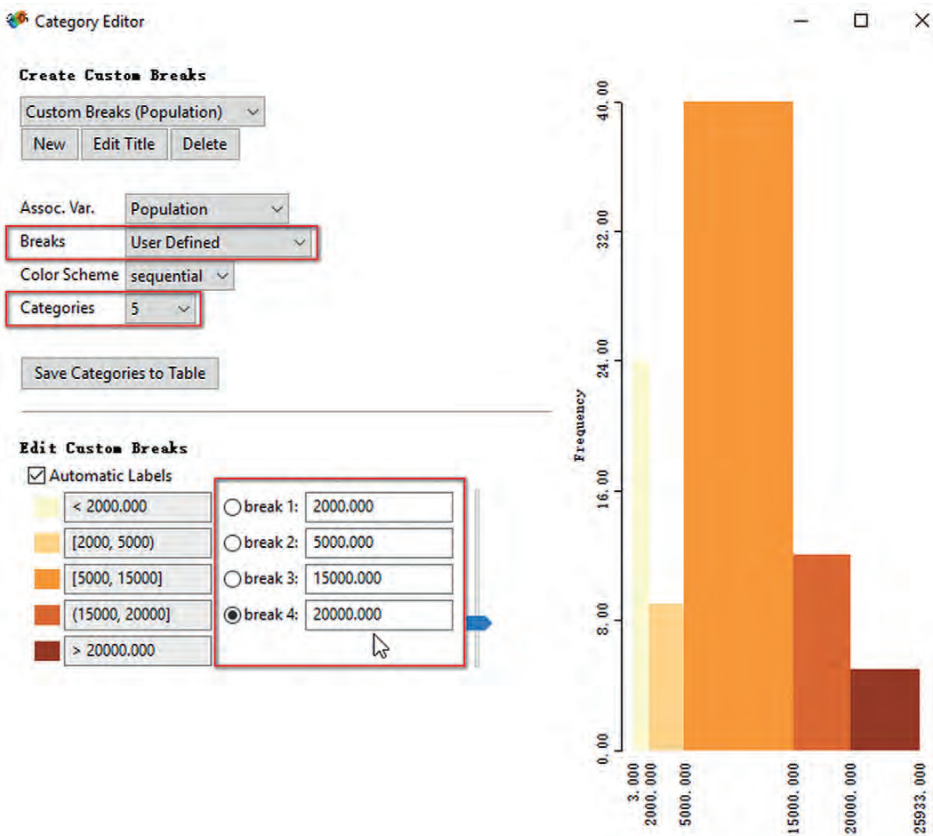 Category Editor
Create Custom Breaks
Custom Breaks (Population)
New Edit Title Delete
Assoc. Var. Population
Breaks User Defined
Color Scheme sequential
Categories 5
Save Categories to Table
Edit Custom Breaks
Automatic Labels
< 2000.000 break 1: 2000.000
[2000, 5000) break 2: 5000.000
[5000, 15000] break 3: 15000.000
(15000, 20000] break 4: 20000.000
> 20000.000
Frequency
40.00
32.00
24.00
16.00
8.00
0.00
3.000
2000.000
5000.000
15000.000
20000.000
25933.000